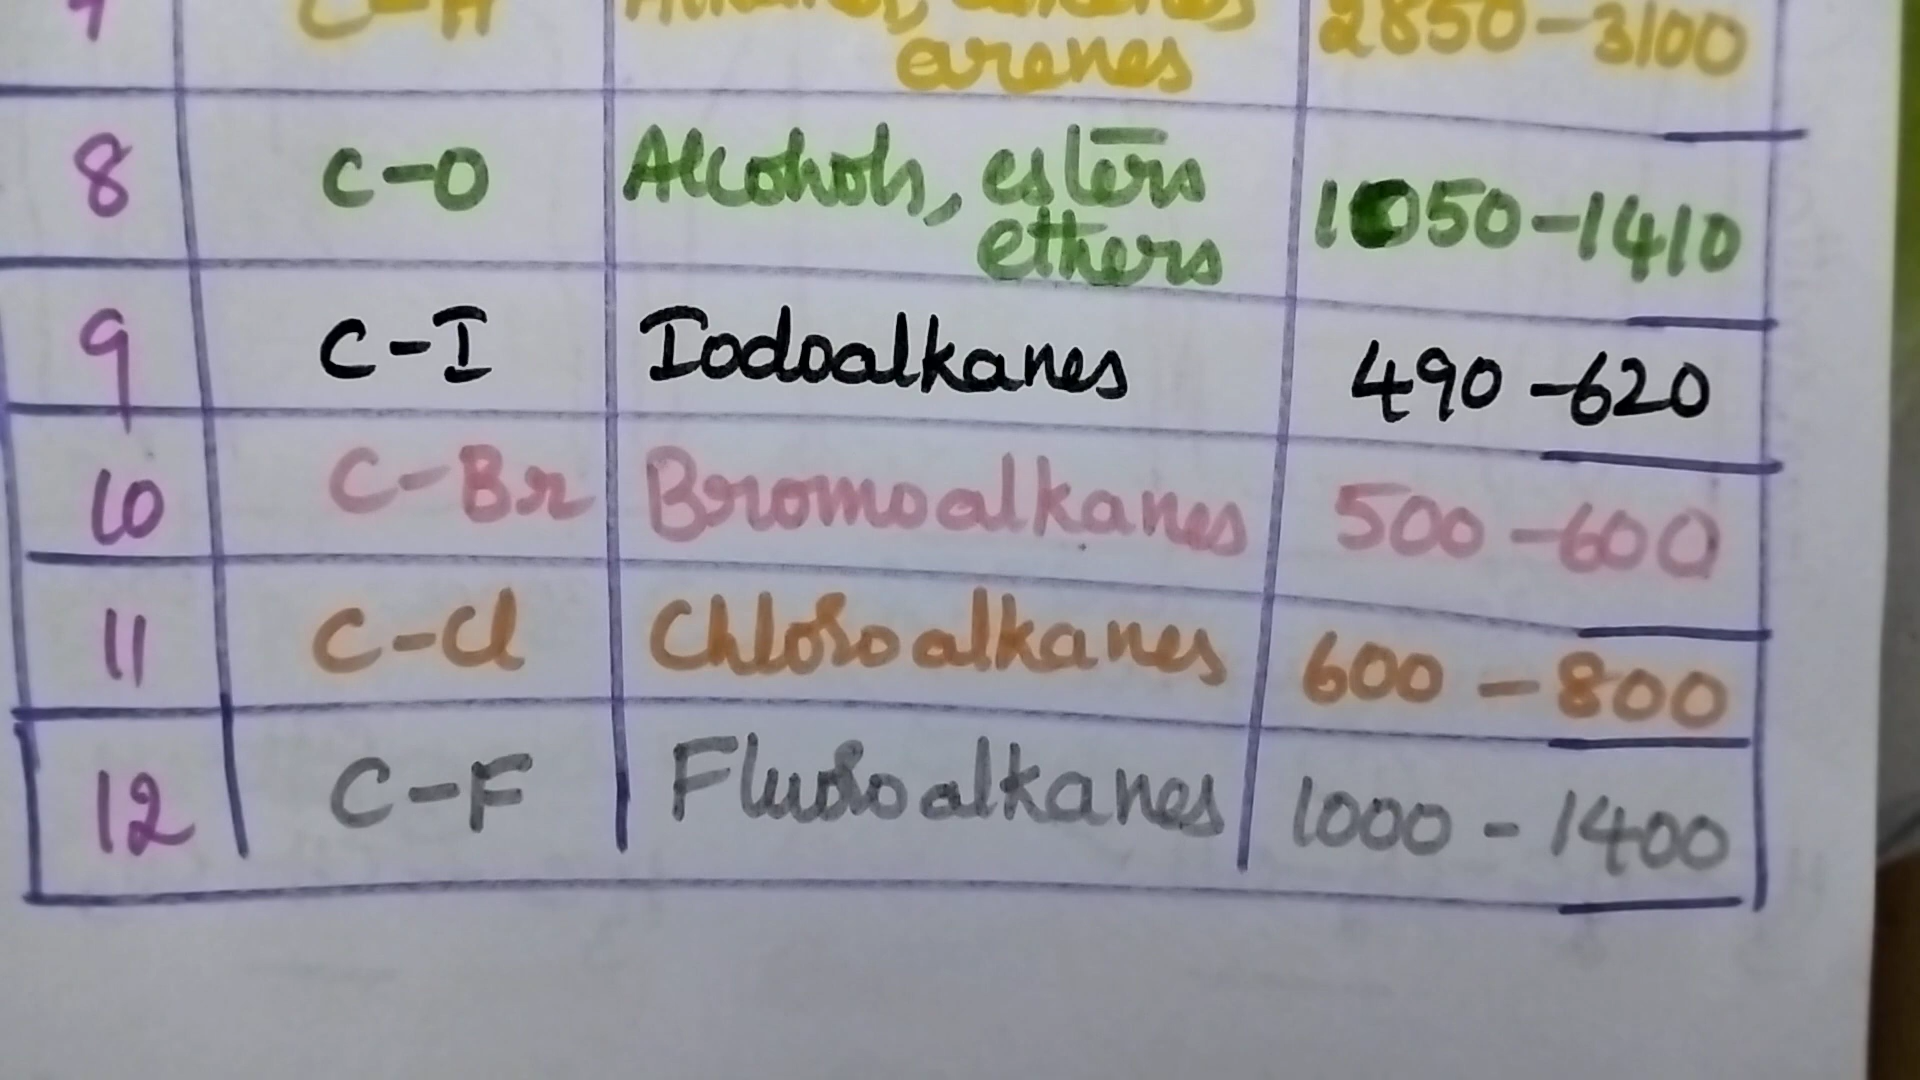 7 C-H 2850-3100
arenes
8 C-O Alcohols, esters 1050-1410
ethers
9 C-I Iodoalkanes 490-620
10 C-Br Bromoalkanes 500-600
11 C-Cl Chloroalkanes 600-800
12 C-F Fluoroalkanes 1000-1400